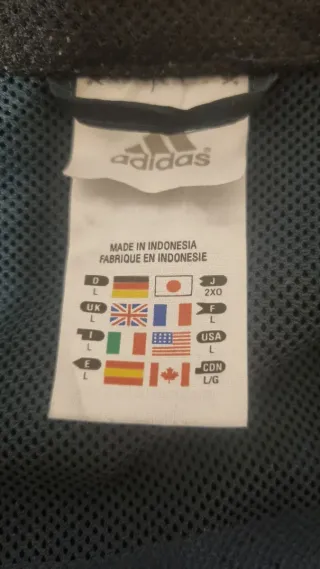 adidas®
MADE IN INDONESIA
FABRIQUE EN INDONESIE
D J
L 2XO
UK F
L L
I USA
L L
E CDN
L L/G